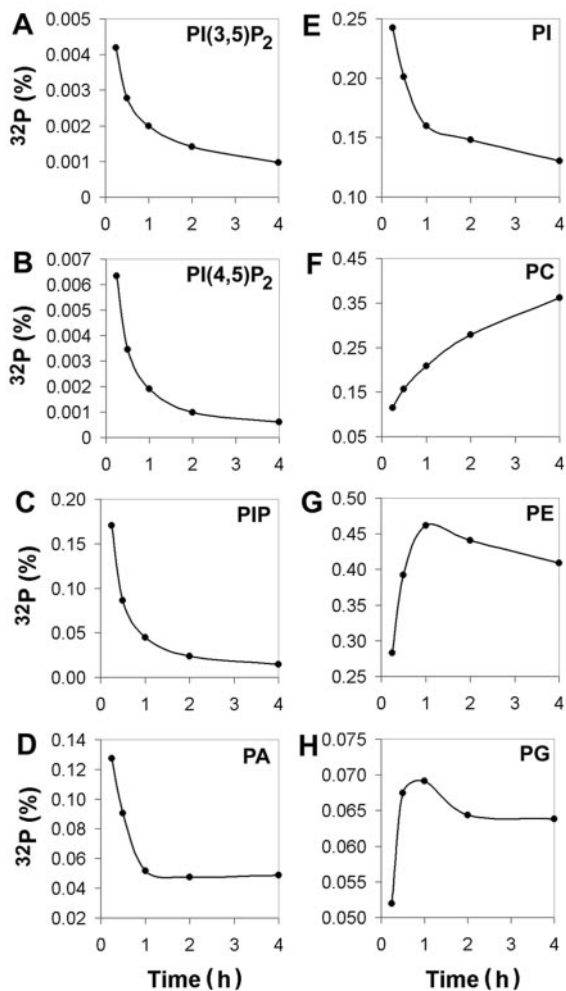 A
PI(3,5)P2
32P (%)
0.005
0.004
0.003
0.002
0.001
0
0 1 2 3 4
E
PI
0.25
0.20
0.15
0.10
0 1 2 3 4
B
PI(4,5)P2
32P (%)
0.007
0.006
0.005
0.004
0.003
0.002
0.001
0
0 1 2 3 4
F
PC
0.45
0.35
0.25
0.15
0.05
0 1 2 3 4
C
PIP
32P (%)
0.20
0.15
0.10
0.05
0.00
0 1 2 3 4
G
PE
0.50
0.45
0.40
0.35
0.30
0.25
0 1 2 3 4
D
PA
32P (%)
0.14
0.12
0.10
0.08
0.06
0.04
0.02
0 1 2 3 4
Time (h)
H
PG
0.075
0.070
0.065
0.060
0.055
0.050
0 1 2 3 4
Time (h)